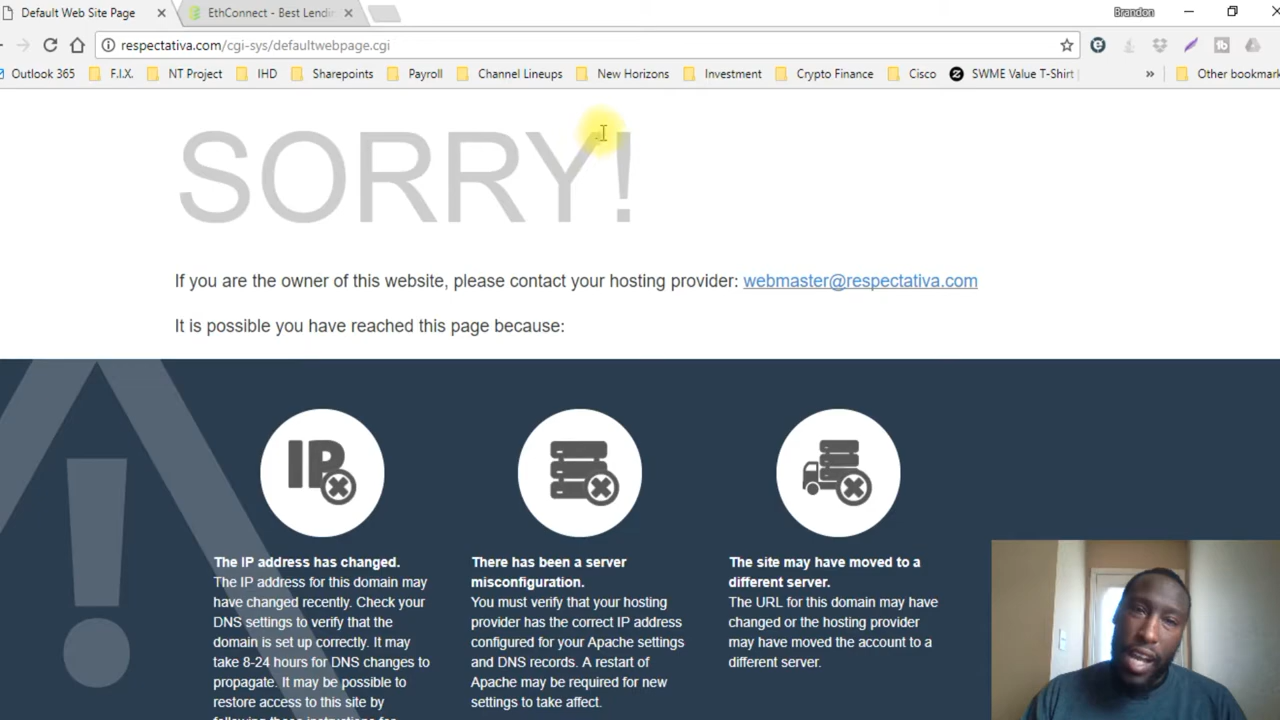 Default Web Site Page
EthConnect - Best Lendin
Brandon
respectativa.com/cgi-sys/defaultwebpage.cgi
Outlook 365 F.I.X. NT Project IHD Sharepoints Payroll Channel Lineups New Horizons Investment Crypto Finance Cisco SWME Value T-Shirt » Other bookmark
SORRY!
If you are the owner of this website, please contact your hosting provider: webmaster@respectativa.com
It is possible you have reached this page because:
IP
The IP address has changed.
The IP address for this domain may
have changed recently. Check your
DNS settings to verify that the
domain is set up correctly. It may
take 8-24 hours for DNS changes to
propagate. It may be possible to
restore access to this site by
following these instructions for
There has been a server
misconfiguration.
You must verify that your hosting
provider has the correct IP address
configured for your Apache settings
and DNS records. A restart of
Apache may be required for new
settings to take affect.
The site may have moved to a
different server.
The URL for this domain may have
changed or the hosting provider
may have moved the account to a
different server.